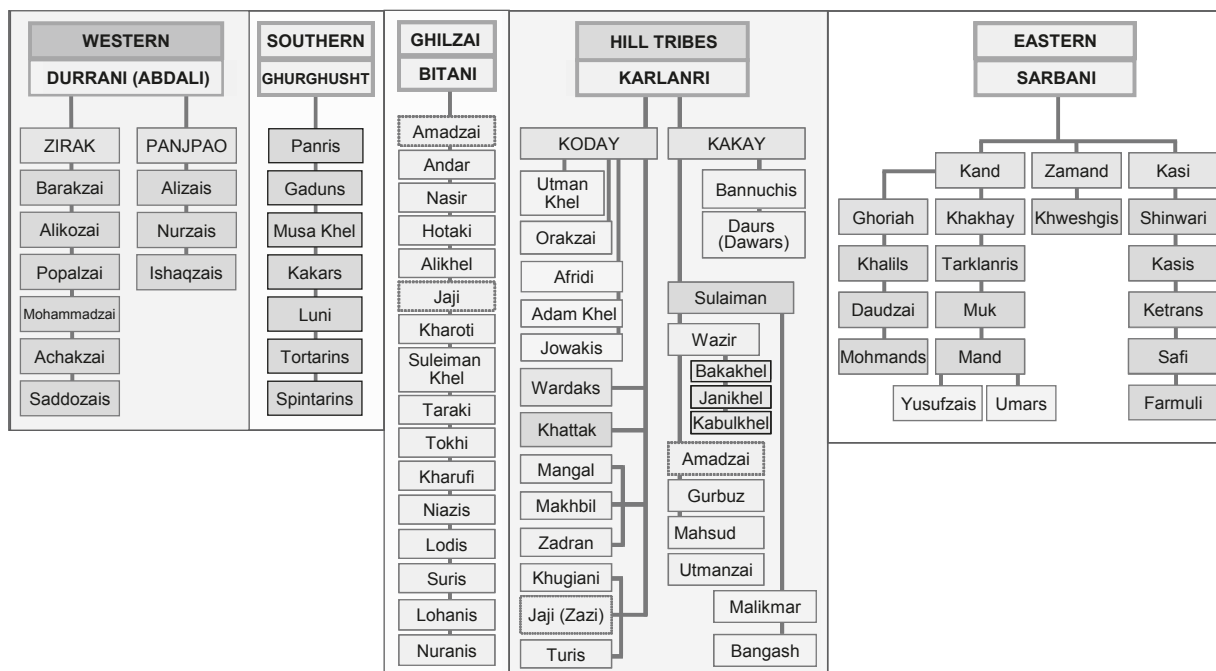 WESTERN
DURRANI (ABDALI)
ZIRAK
Barakzai
Alikozai
Popalzai
Mohammadzai
Achakzai
Saddozais
PANJPAO
Alizais
Nurzais
Ishaqzais
SOUTHERN
GHURGHUSHT
Panris
Gaduns
Musa Khel
Kakars
Luni
Tortarins
Spintarins
GHILZAI
BITANI
Amadzai
Andar
Nasir
Hotaki
Alikhel
Jaji
Kharoti
Suleiman
Khel
Taraki
Tokhi
Kharufi
Niazis
Lodis
Suris
Lohanis
Nuranis
HILL TRIBES
KARLANRI
KODAY
Utman
Khel
Orakzai
Afridi
Adam Khel
Jowakis
Wardaks
Khattak
Mangal
Makhbil
Zadran
Khugiani
Jaji (Zazi)
Turis
KAKAY
Bannuchis
Daurs
(Dawars)
Sulaiman
Wazir
Bakakhel
Janikhel
Kabulkhel
Amadzai
Gurbuz
Mahsud
Utmanzai
Malikmar
Bangash
EASTERN
SARBANI
Kand
Ghoriah
Khalils
Daudzai
Mohmands
Khakhay
Tarklanris
Muk
Mand
Yusufzais
Umars
Zamand
Khweshgis
Kasi
Shinwari
Kasis
Ketrans
Safi
Farmuli